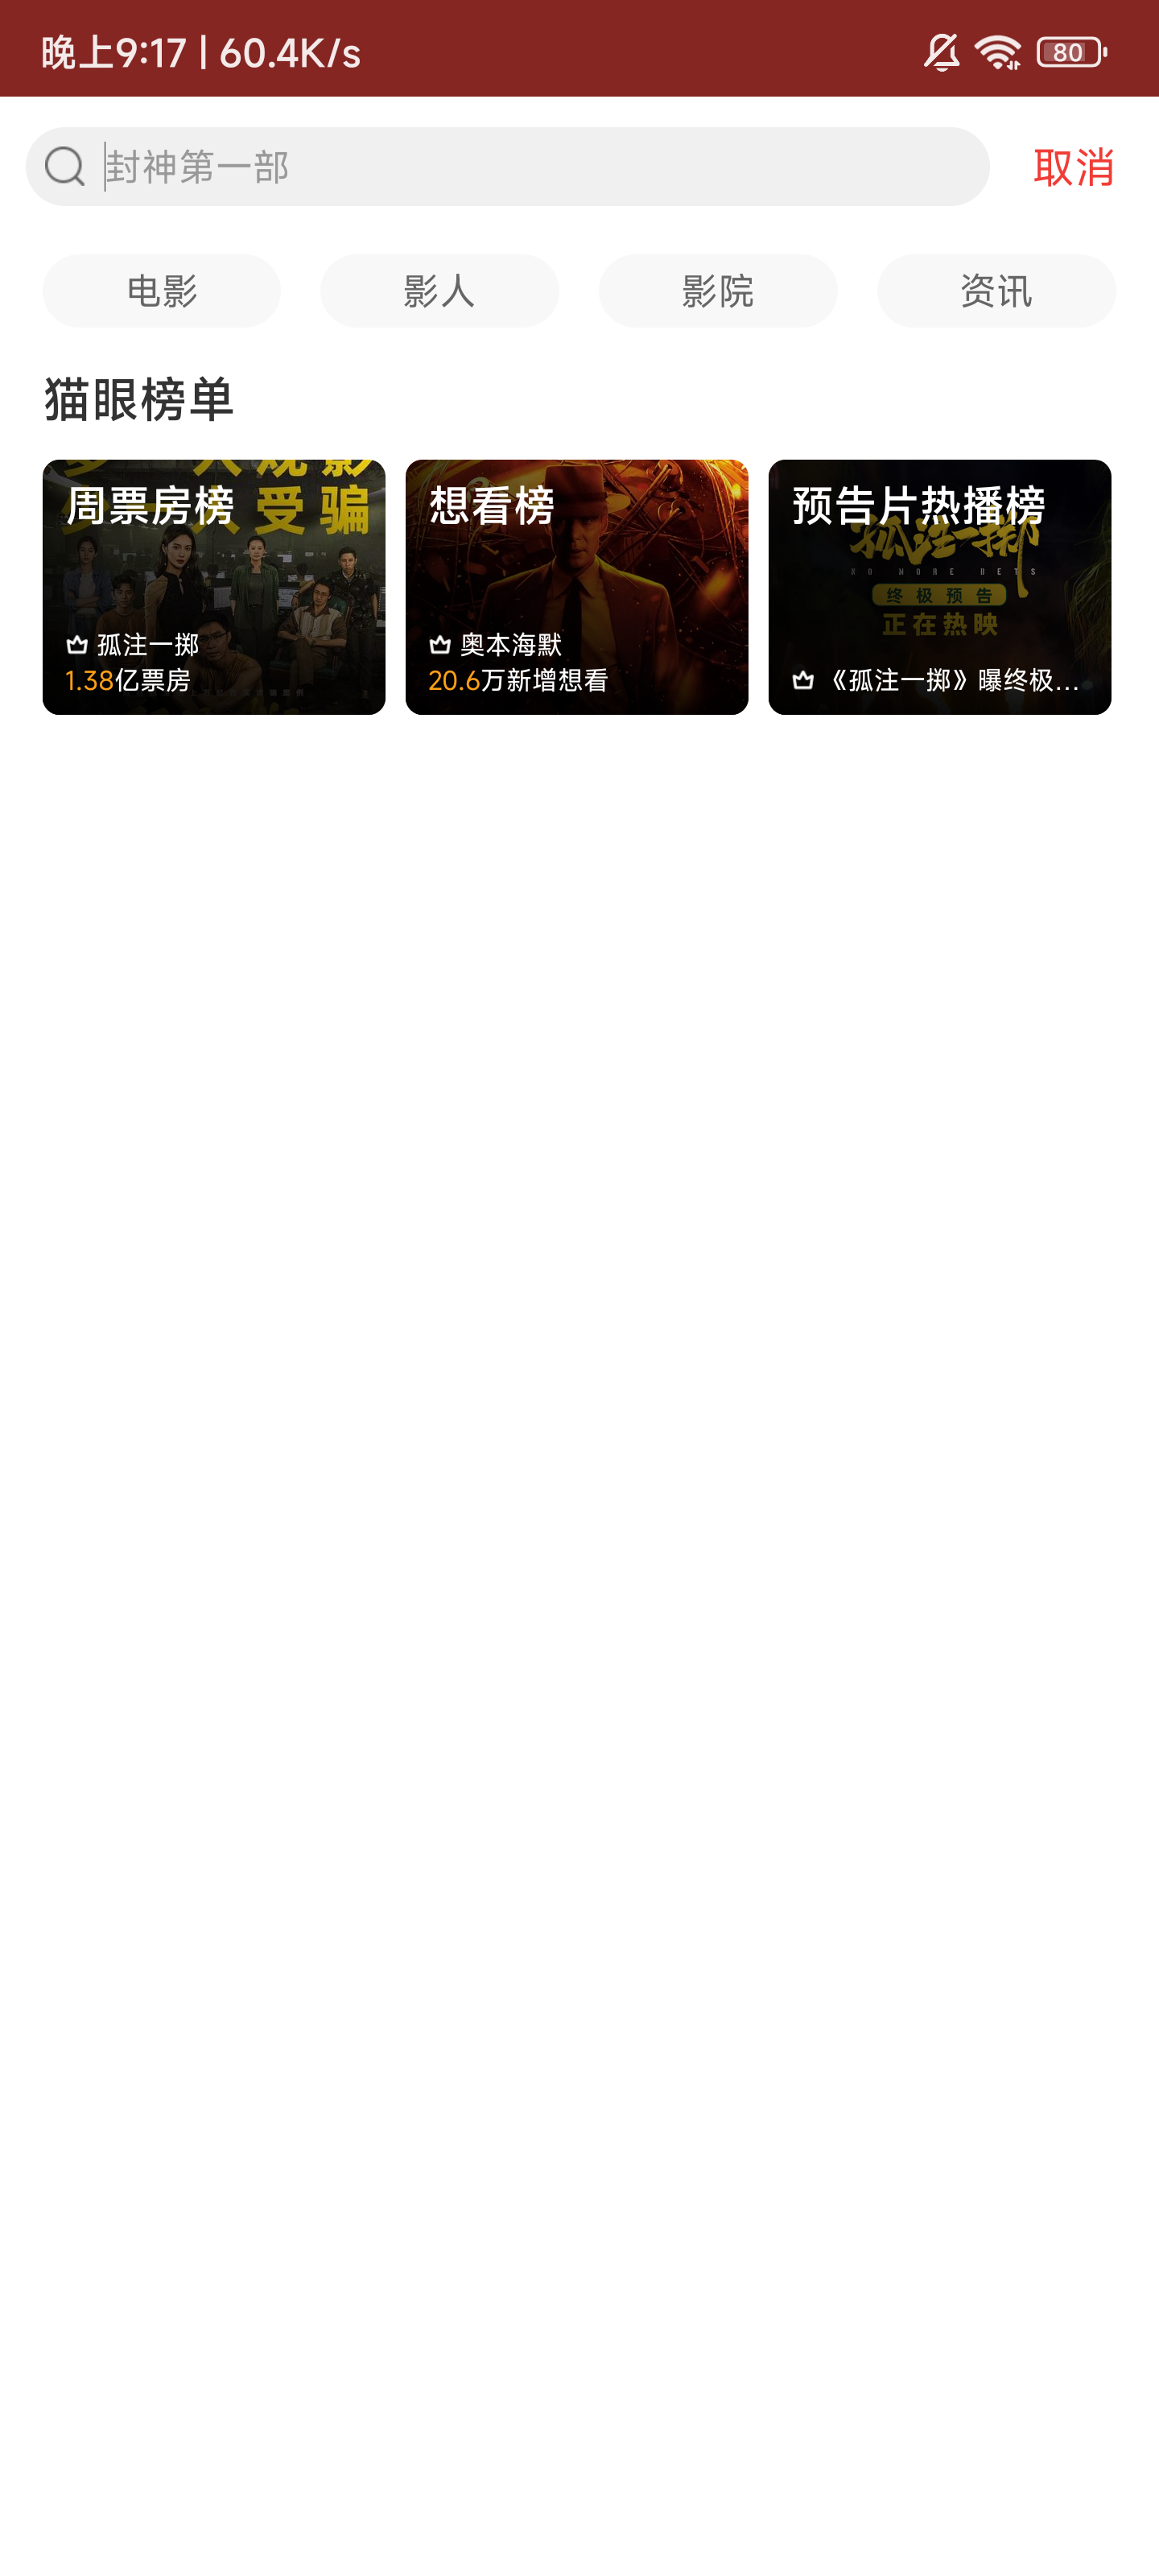 晚上9:17 | 60.4K/s
80
封神第一部
取消
电影
影人
影院
资讯
猫眼榜单
人观影
受骗
周票房榜
孤注一掷
1.38亿票房
想看榜
奥本海默
20.6万新增想看
预告片热播榜
孤注一掷
NO MORE BETS
终极预告
正在热映
《孤注一掷》曝终极...